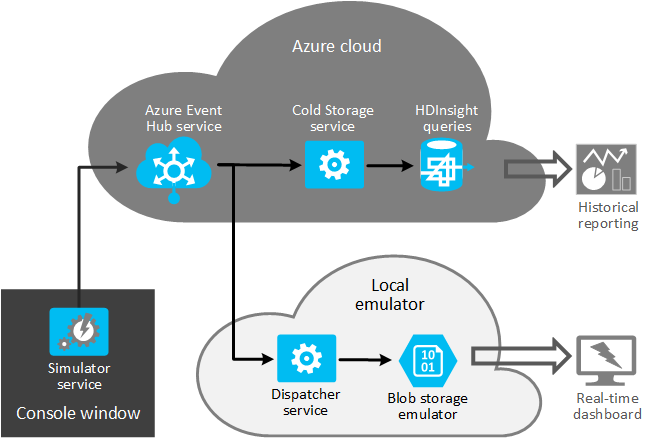 Azure cloud
Azure Event
Hub service
Cold Storage
service
HDInsight
queries
Historical
reporting
Local
emulator
Simulator
service
Console window
Dispatcher
service
10
01
Blob storage
emulator
Real-time
dashboard